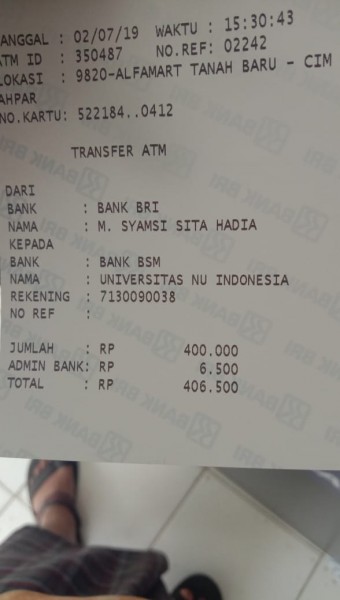 ANGGAL : 02/07/19 WAKTU : 15:30:43
ATM ID : 350487 NO.REF: 02242
LOKASI : 9820-ALFAMART TANAH BARU - CIM
AHPAR
NO.KARTU: 522184..0412
TRANSFER ATM
DARI
BANK : BANK BRI
NAMA : M. SYAMSI SITA HADIA
KEPADA
BANK : BANK BSM
NAMA : UNIVERSITAS NU INDONESIA
REKENING : 7130090038
NO REF :
JUMLAH : RP 400.000
ADMIN BANK: RP 6.500
TOTAL : RP 406.500
BANK BRI